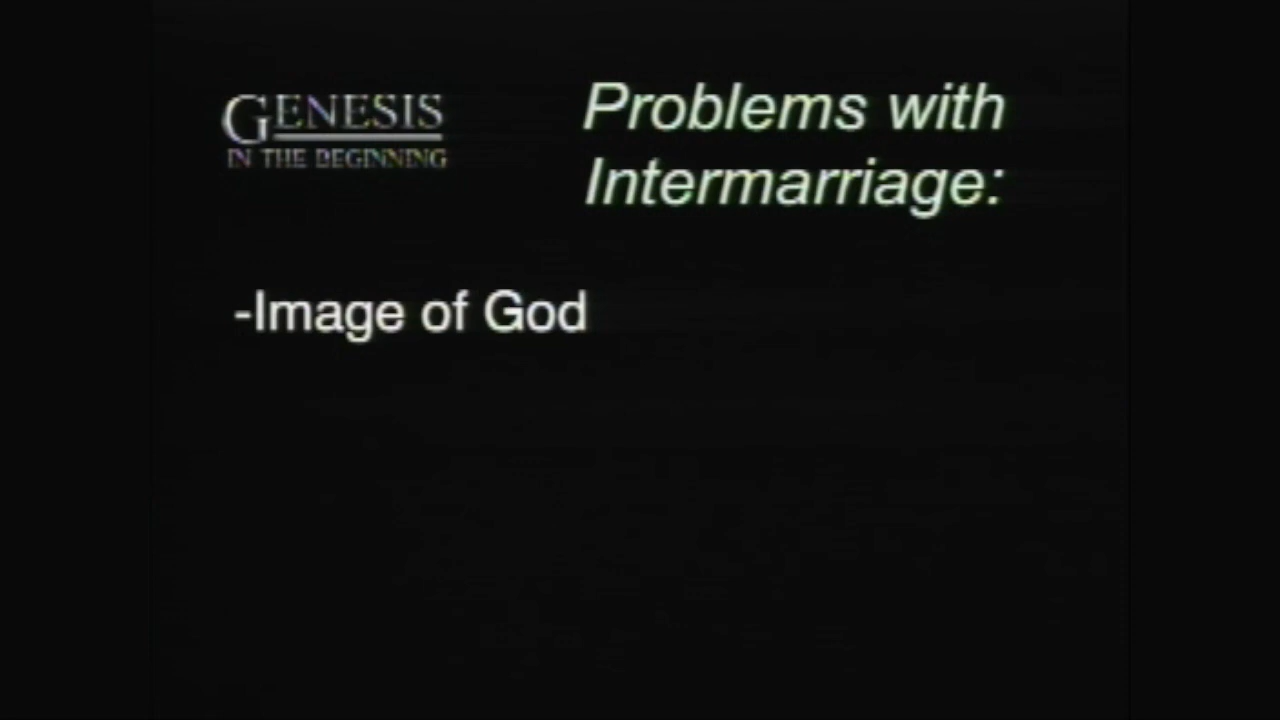 GENESIS
IN THE BEGINNING
Problems with
Intermarriage:
-Image of God